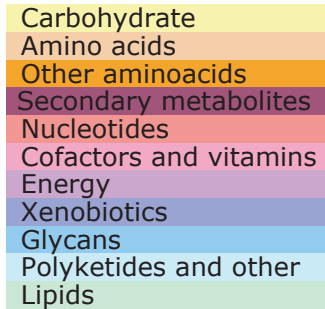 Carbohydrate
Amino acids
Other aminoacids
Secondary metabolites
Nucleotides
Cofactors and vitamins
Energy
Xenobiotics
Glycans
Polyketides and other
Lipids